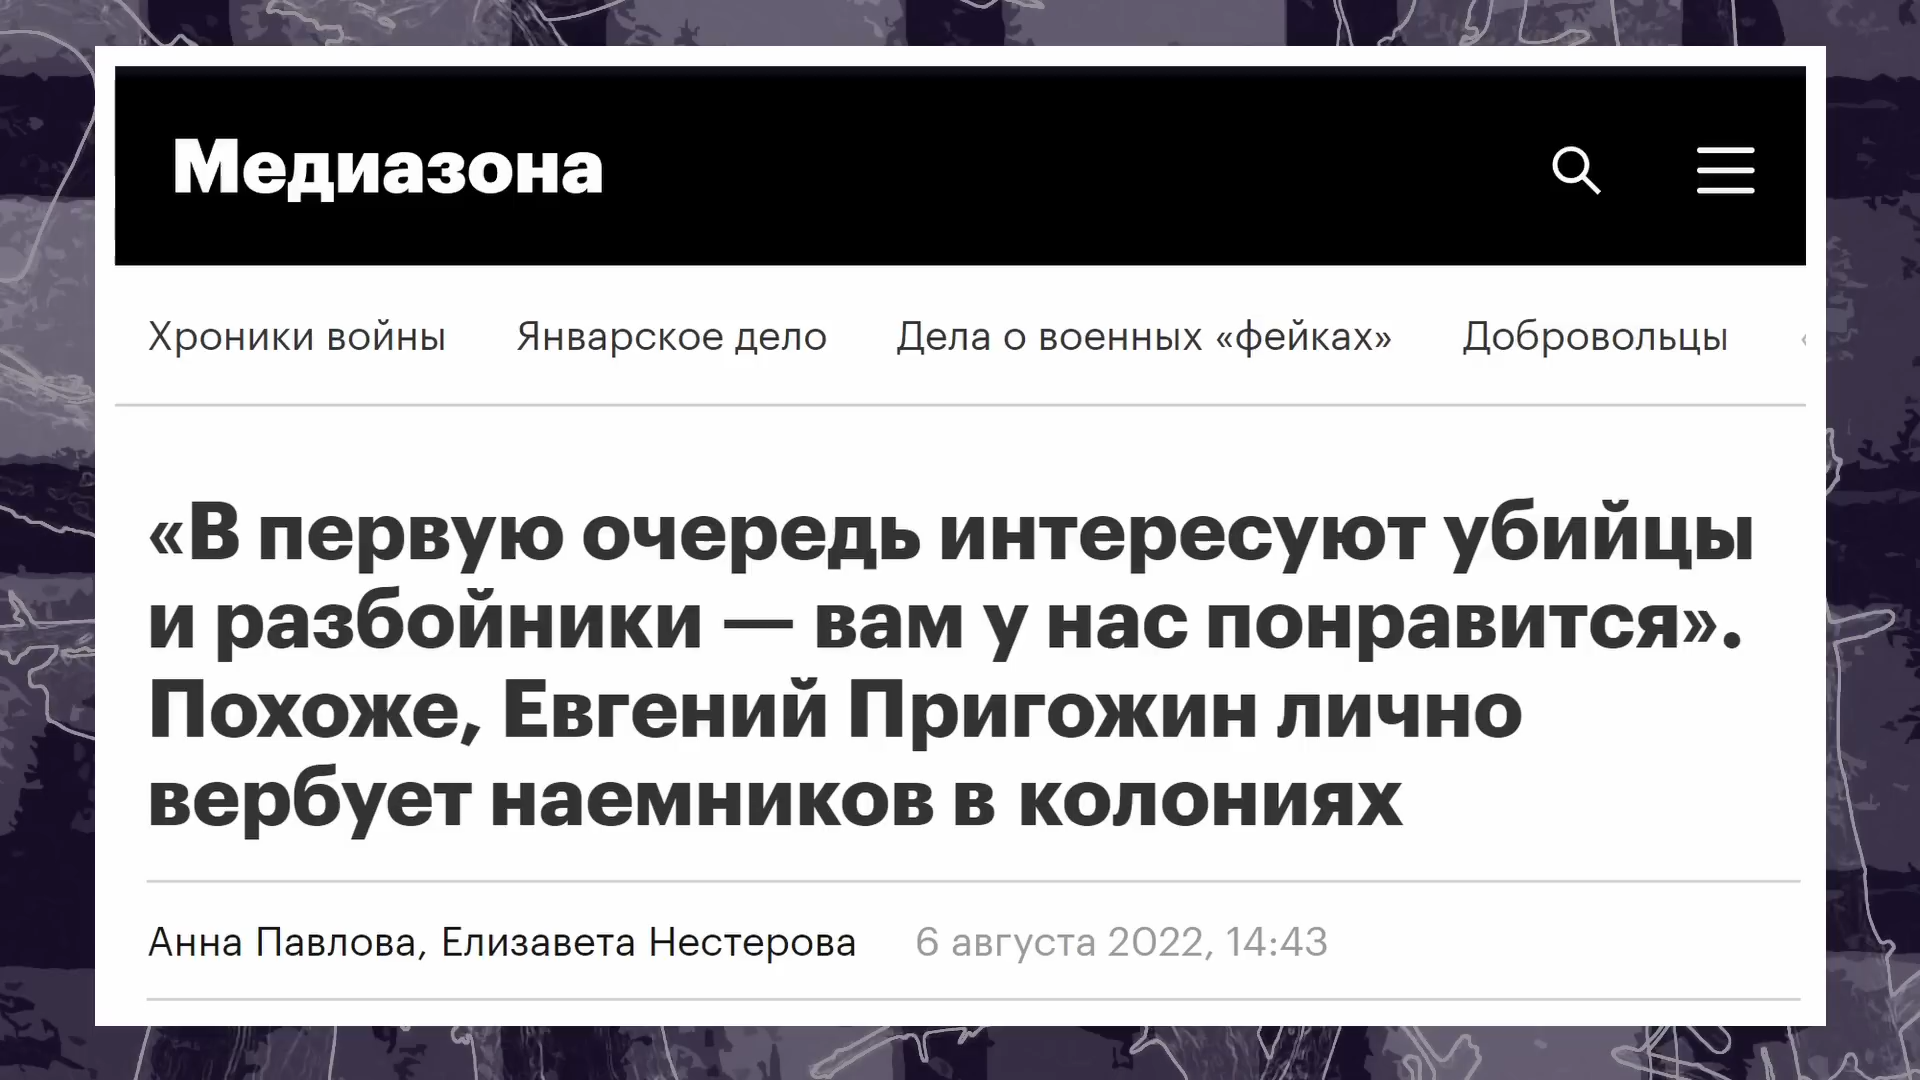 Медиазона
Хроники войны Январское дело Дела о военных «фейках» Добровольцы «
«В первую очередь интересуют убийцы
и разбойники — вам у нас понравится».
Похоже, Евгений Пригожин лично
вербует наемников в колониях
Анна Павлова, Елизавета Нестерова 6 августа 2022, 14:43